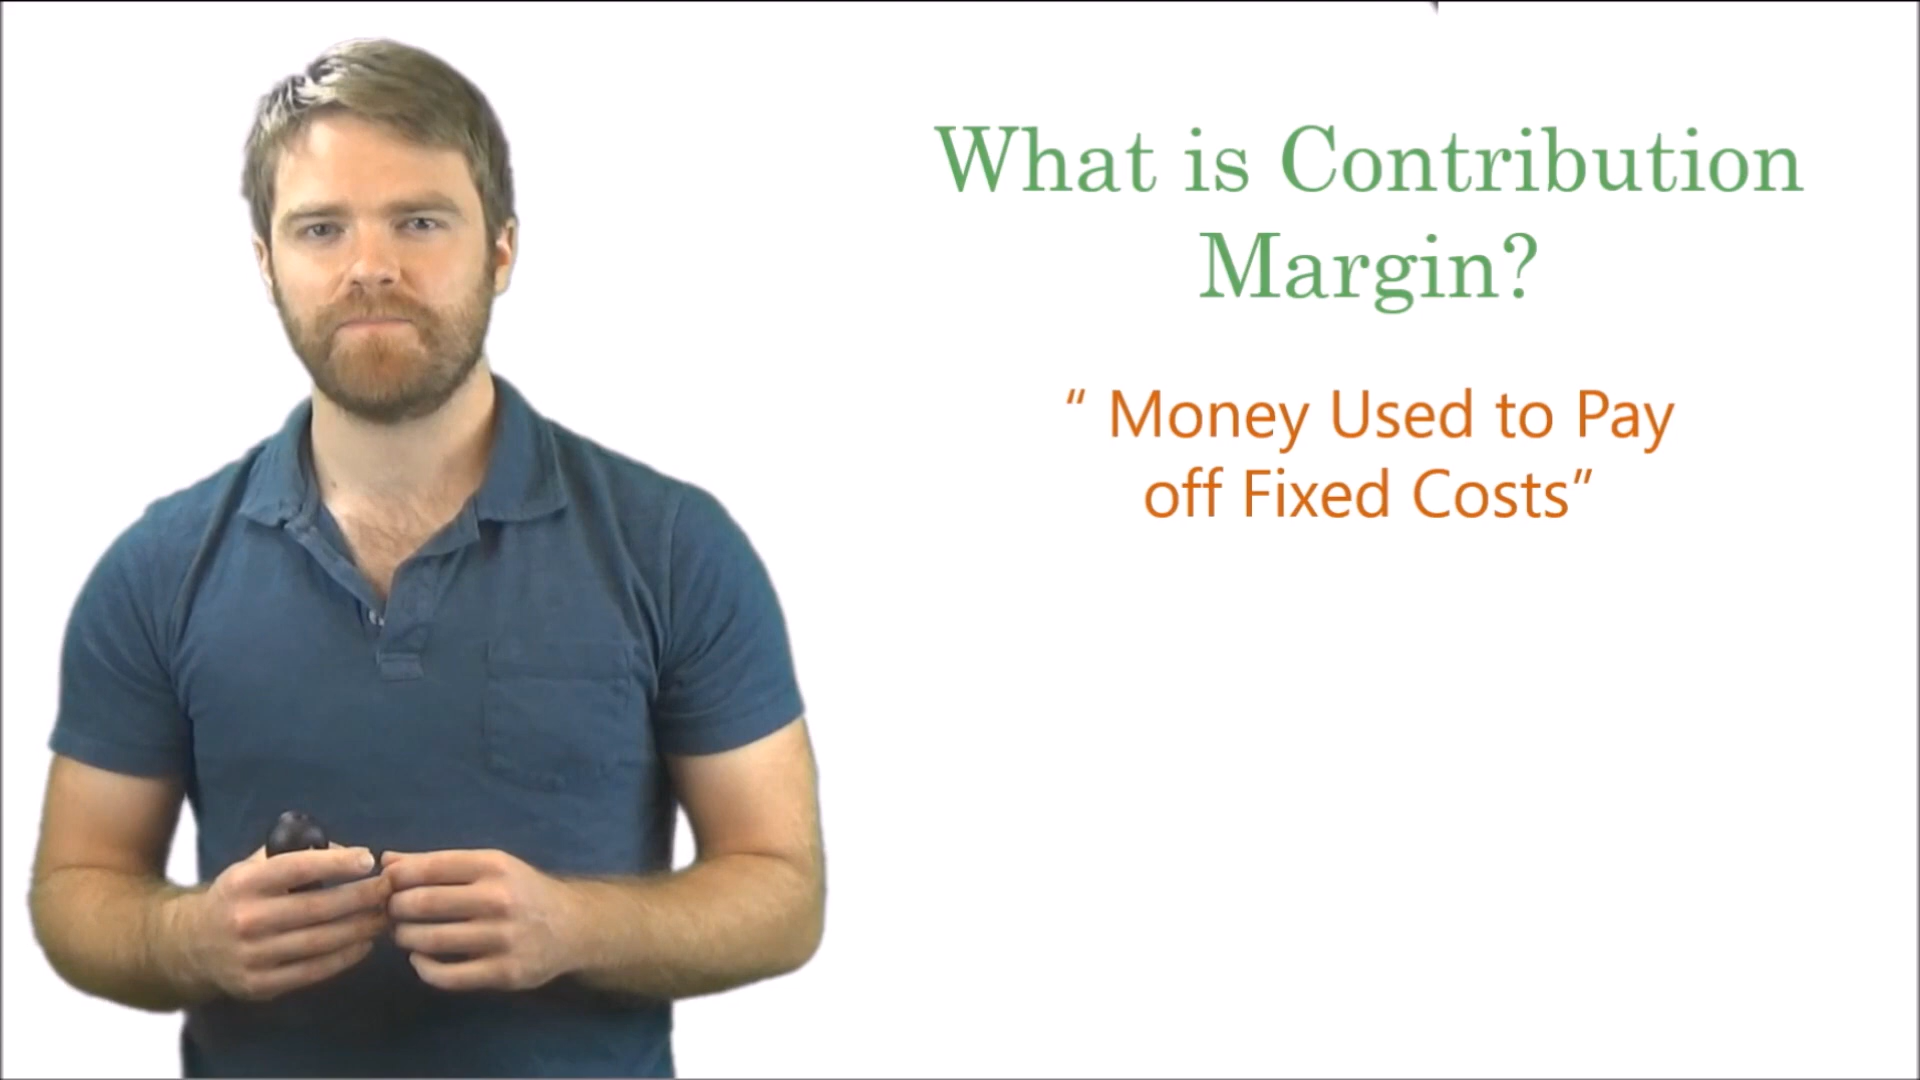 What is Contribution
Margin?
“ Money Used to Pay
off Fixed Costs”